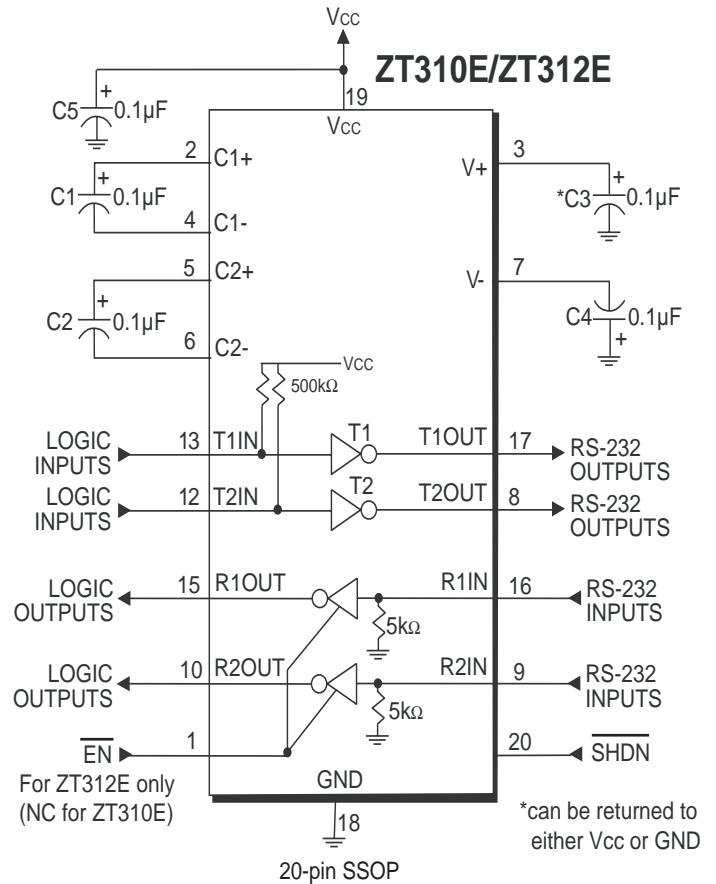 Vcc
ZT310E/ZT312E
+
C5
0.1µF
19
Vcc
2
C1+
+
C1
0.1µF
4
C1-
3
V+
+
*C3
0.1µF
5
C2+
+
C2
0.1µF
6
C2-
7
V-
C4
0.1µF
+
Vcc
500kΩ
LOGIC
INPUTS
13
T1IN
T1
T1OUT
17
RS-232
OUTPUTS
LOGIC
INPUTS
12
T2IN
T2
T2OUT
8
RS-232
OUTPUTS
LOGIC
OUTPUTS
15
R1OUT
R1IN
16
RS-232
INPUTS
5kΩ
LOGIC
OUTPUTS
10
R2OUT
R2IN
9
RS-232
INPUTS
5kΩ
EN
1
20
SHDN
For ZT312E only
(NC for ZT310E)
GND
18
*can be returned to
either Vcc or GND
20-pin SSOP